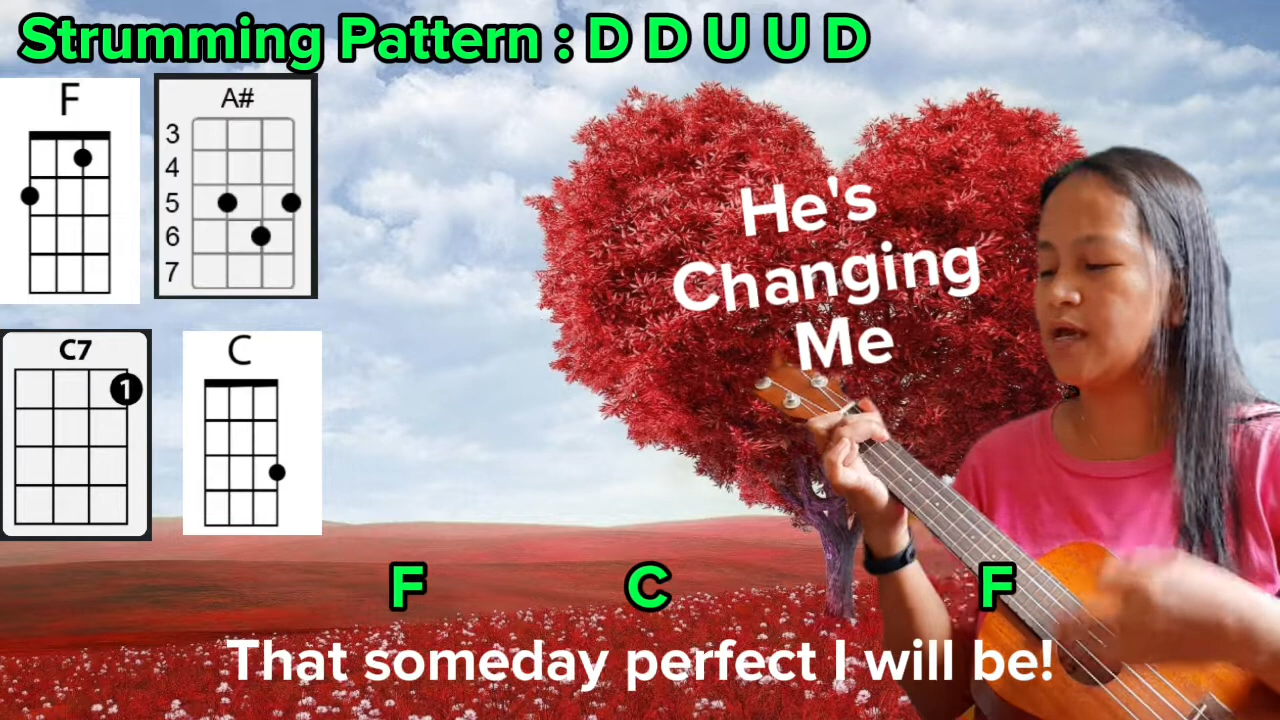 Strumming Pattern : D D U U D
F
A#
3
4
5
6
7
C7
1
C
He's
Changing
Me
F C F
That someday perfect I will be!